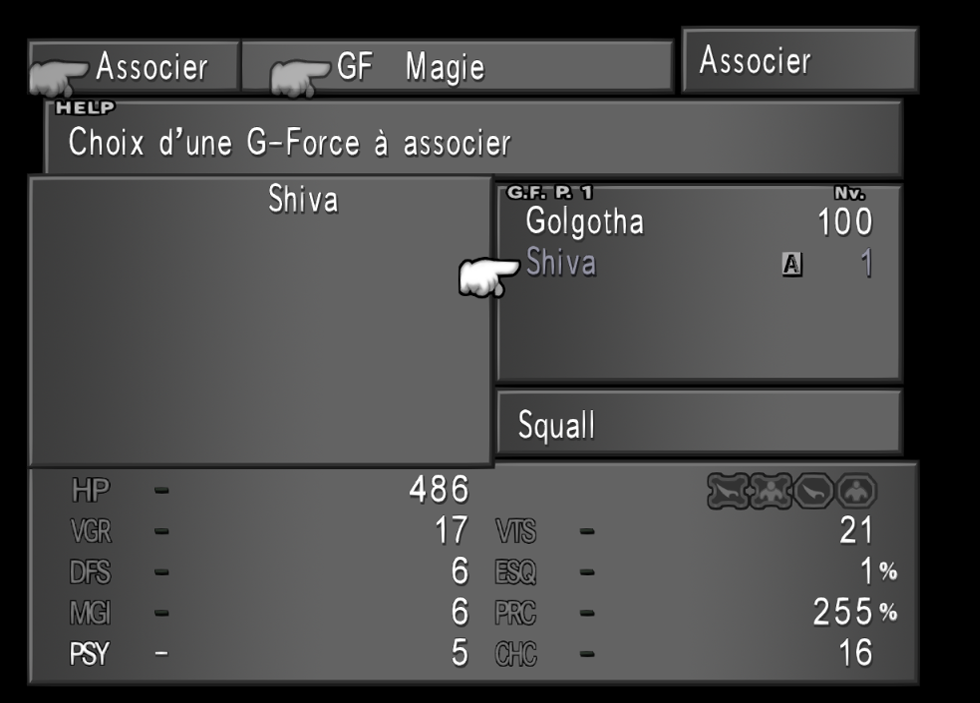 Associer GF Magie Associer
HELP
Choix d'une G-Force à associer
Shiva
G.F. P. 1 Nv.
Golgotha 100
Shiva A 1
Squall
HP - 486
VGR - 17 VTS - 21
DFS - 6 ESQ - 1%
MGI - 6 PRC - 255%
PSY - 5 CHC - 16